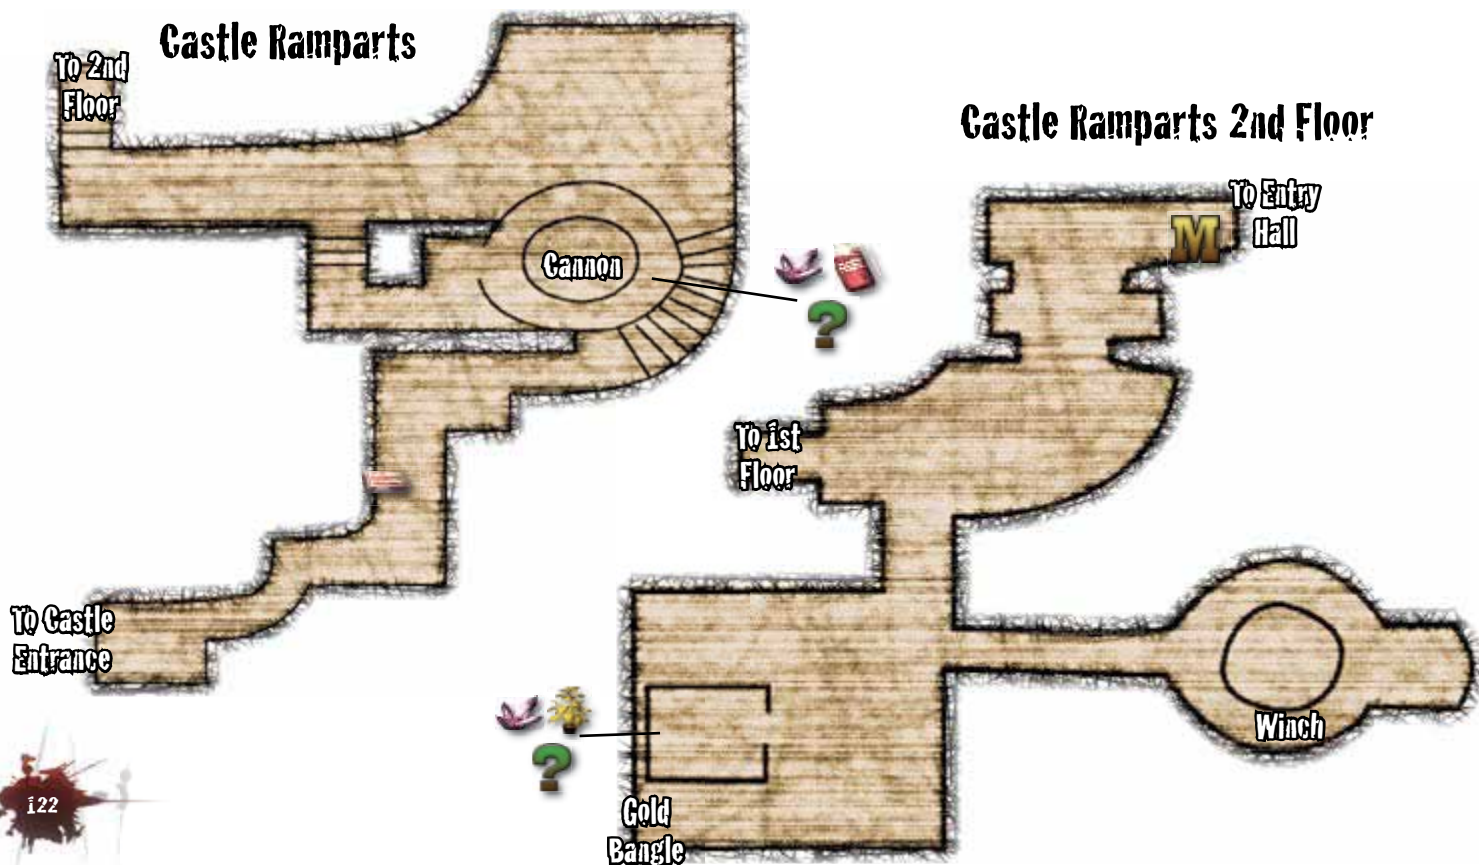 Castle Ramparts
To 2nd
Floor
Castle Ramparts 2nd Floor
To Entry
Hall
M
Cannon
?
To 1st
Floor
To Castle
Entrance
?
Winch
Gold
Bangle
122